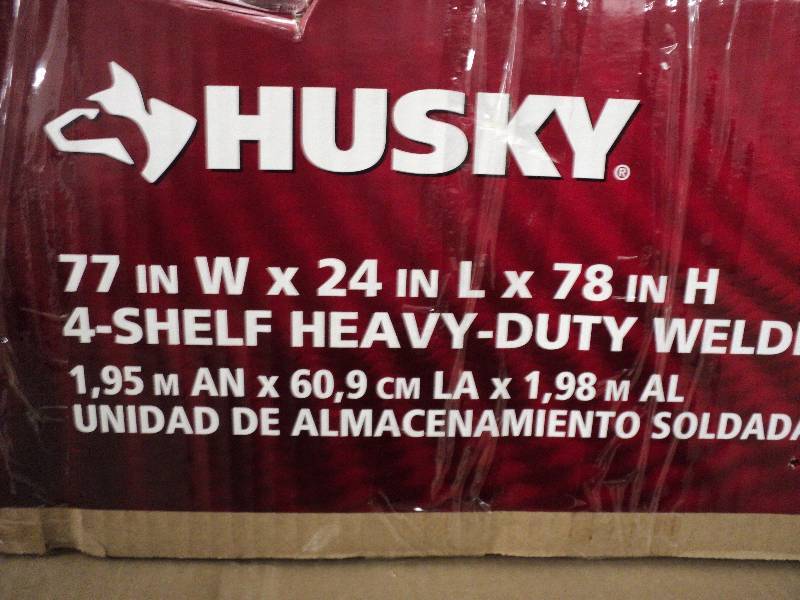 HUSKY®
77 IN W x 24 IN L x 78 IN H
4-SHELF HEAVY-DUTY
1,95 M AN x 60,9 CM LA x 1,98 M AL
UNIDAD DE ALMACENAMIENTO SOLDADA